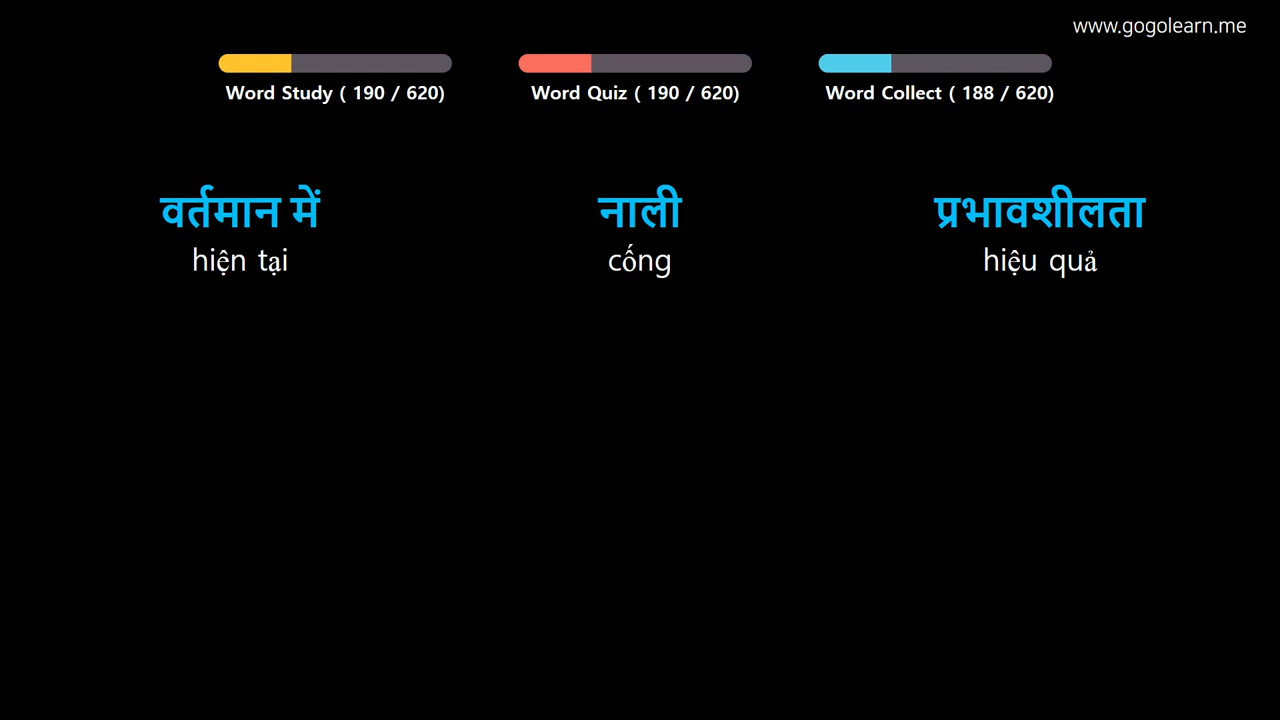 www.gogolearn.me
Word Study ( 190 / 620)
Word Quiz ( 190 / 620)
Word Collect ( 188 / 620)
वर्तमान में
hiện tại
नाली
cống
प्रभावशीलता
hiệu quả